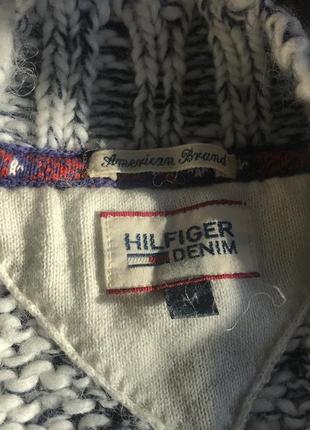 American Brand
HILFIGER
DENIM
M